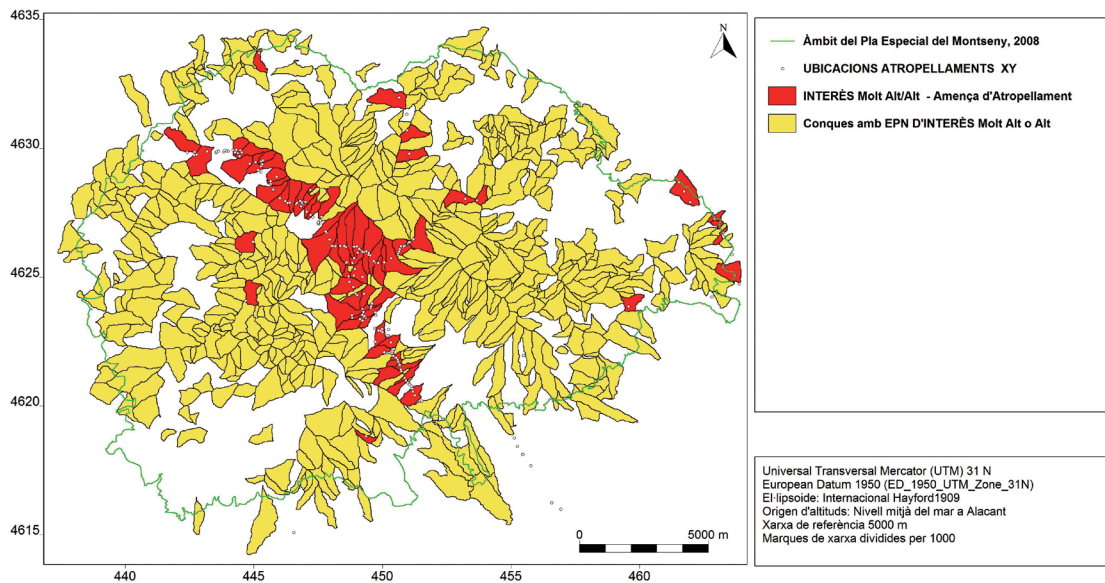 4635
4630
4625
4620
4615
440
445
450
455
460
N
0
5000 m
Àmbit del Pla Especial del Montseny, 2008
UBICACIONS ATROPELLAMENTS XY
INTERÈS Molt Alt/Alt - Amença d'Atropellament
Conques amb EPN D'INTERÈS Molt Alt o Alt
Universal Transversal Mercator (UTM) 31 N
European Datum 1950 (ED_1950_UTM_Zone_31N)
El·lipsoide: Internacional Hayford1909
Origen d'altituds: Nivell mitjà del mar a Alacant
Xarxa de referència 5000 m
Marques de xarxa dividides per 1000